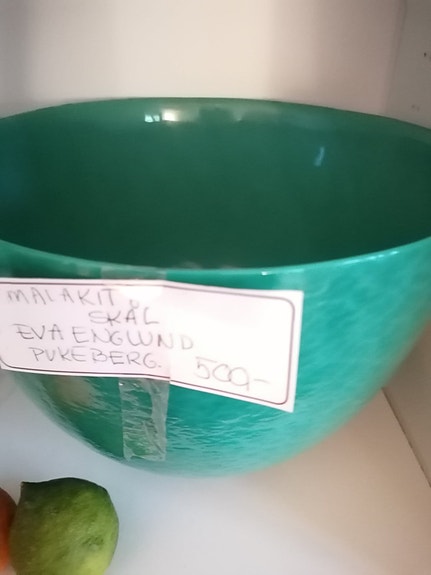 MALAKIT
SKÅL
EVA ENGLUND
PUKEBERG. 500-